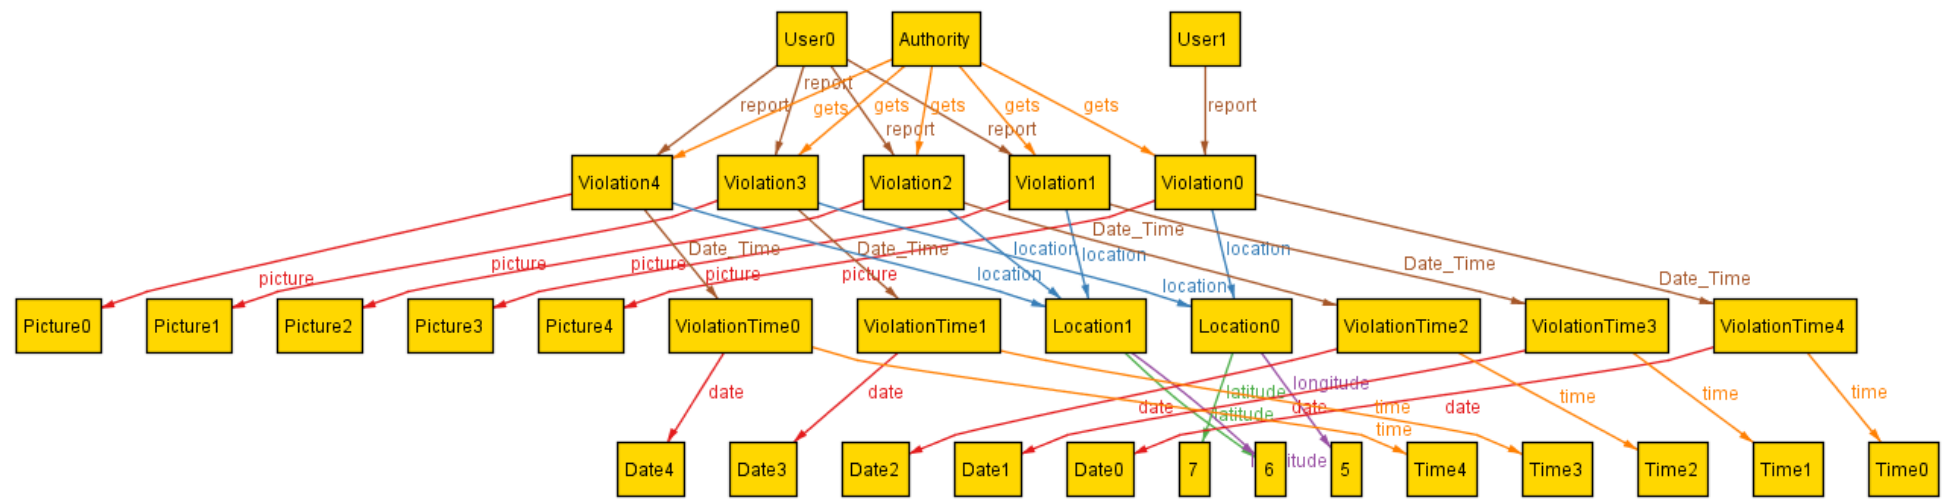 User0 Authority User1
report
report gets gets gets gets gets report
report report
Violation4 Violation3 Violation2 Violation1 Violation0
Date_Time
Date_Time Date_Time location location location
picture picture picture picture picture location Date_Time Date_Time
location
Picture0 Picture1 Picture2 Picture3 Picture4 ViolationTime0 ViolationTime1 Location1 Location0 ViolationTime2 ViolationTime3 ViolationTime4
date date latitude longitude time time time
latitude date date time date
time
longitude
Date4 Date3 Date2 Date1 Date0 7 6 5 Time4 Time3 Time2 Time1 Time0